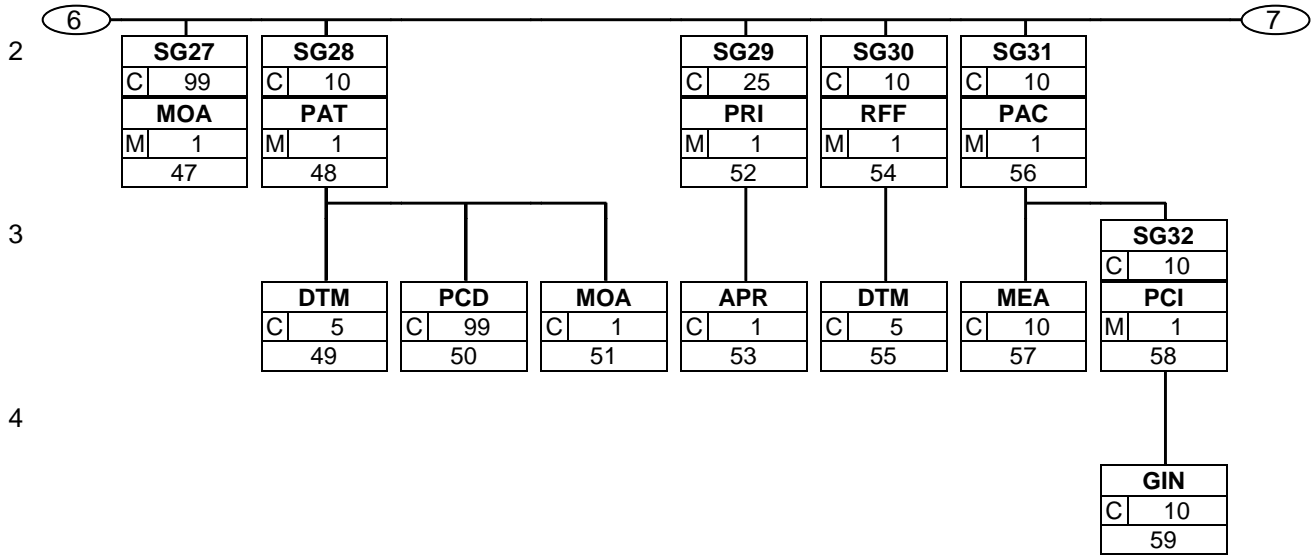 6 7
2 SG27 SG28 SG29 SG30 SG31
C 99 C 10 C 25 C 10 C 10
MOA PAT PRI RFF PAC
M 1 M 1 M 1 M 1 M 1
47 48 52 54 56
3 SG32
C 10
DTM PCD MOA APR DTM MEA PCI
C 5 C 99 C 1 C 1 C 5 C 10 M 1
49 50 51 53 55 57 58
4
GIN
C 10
59